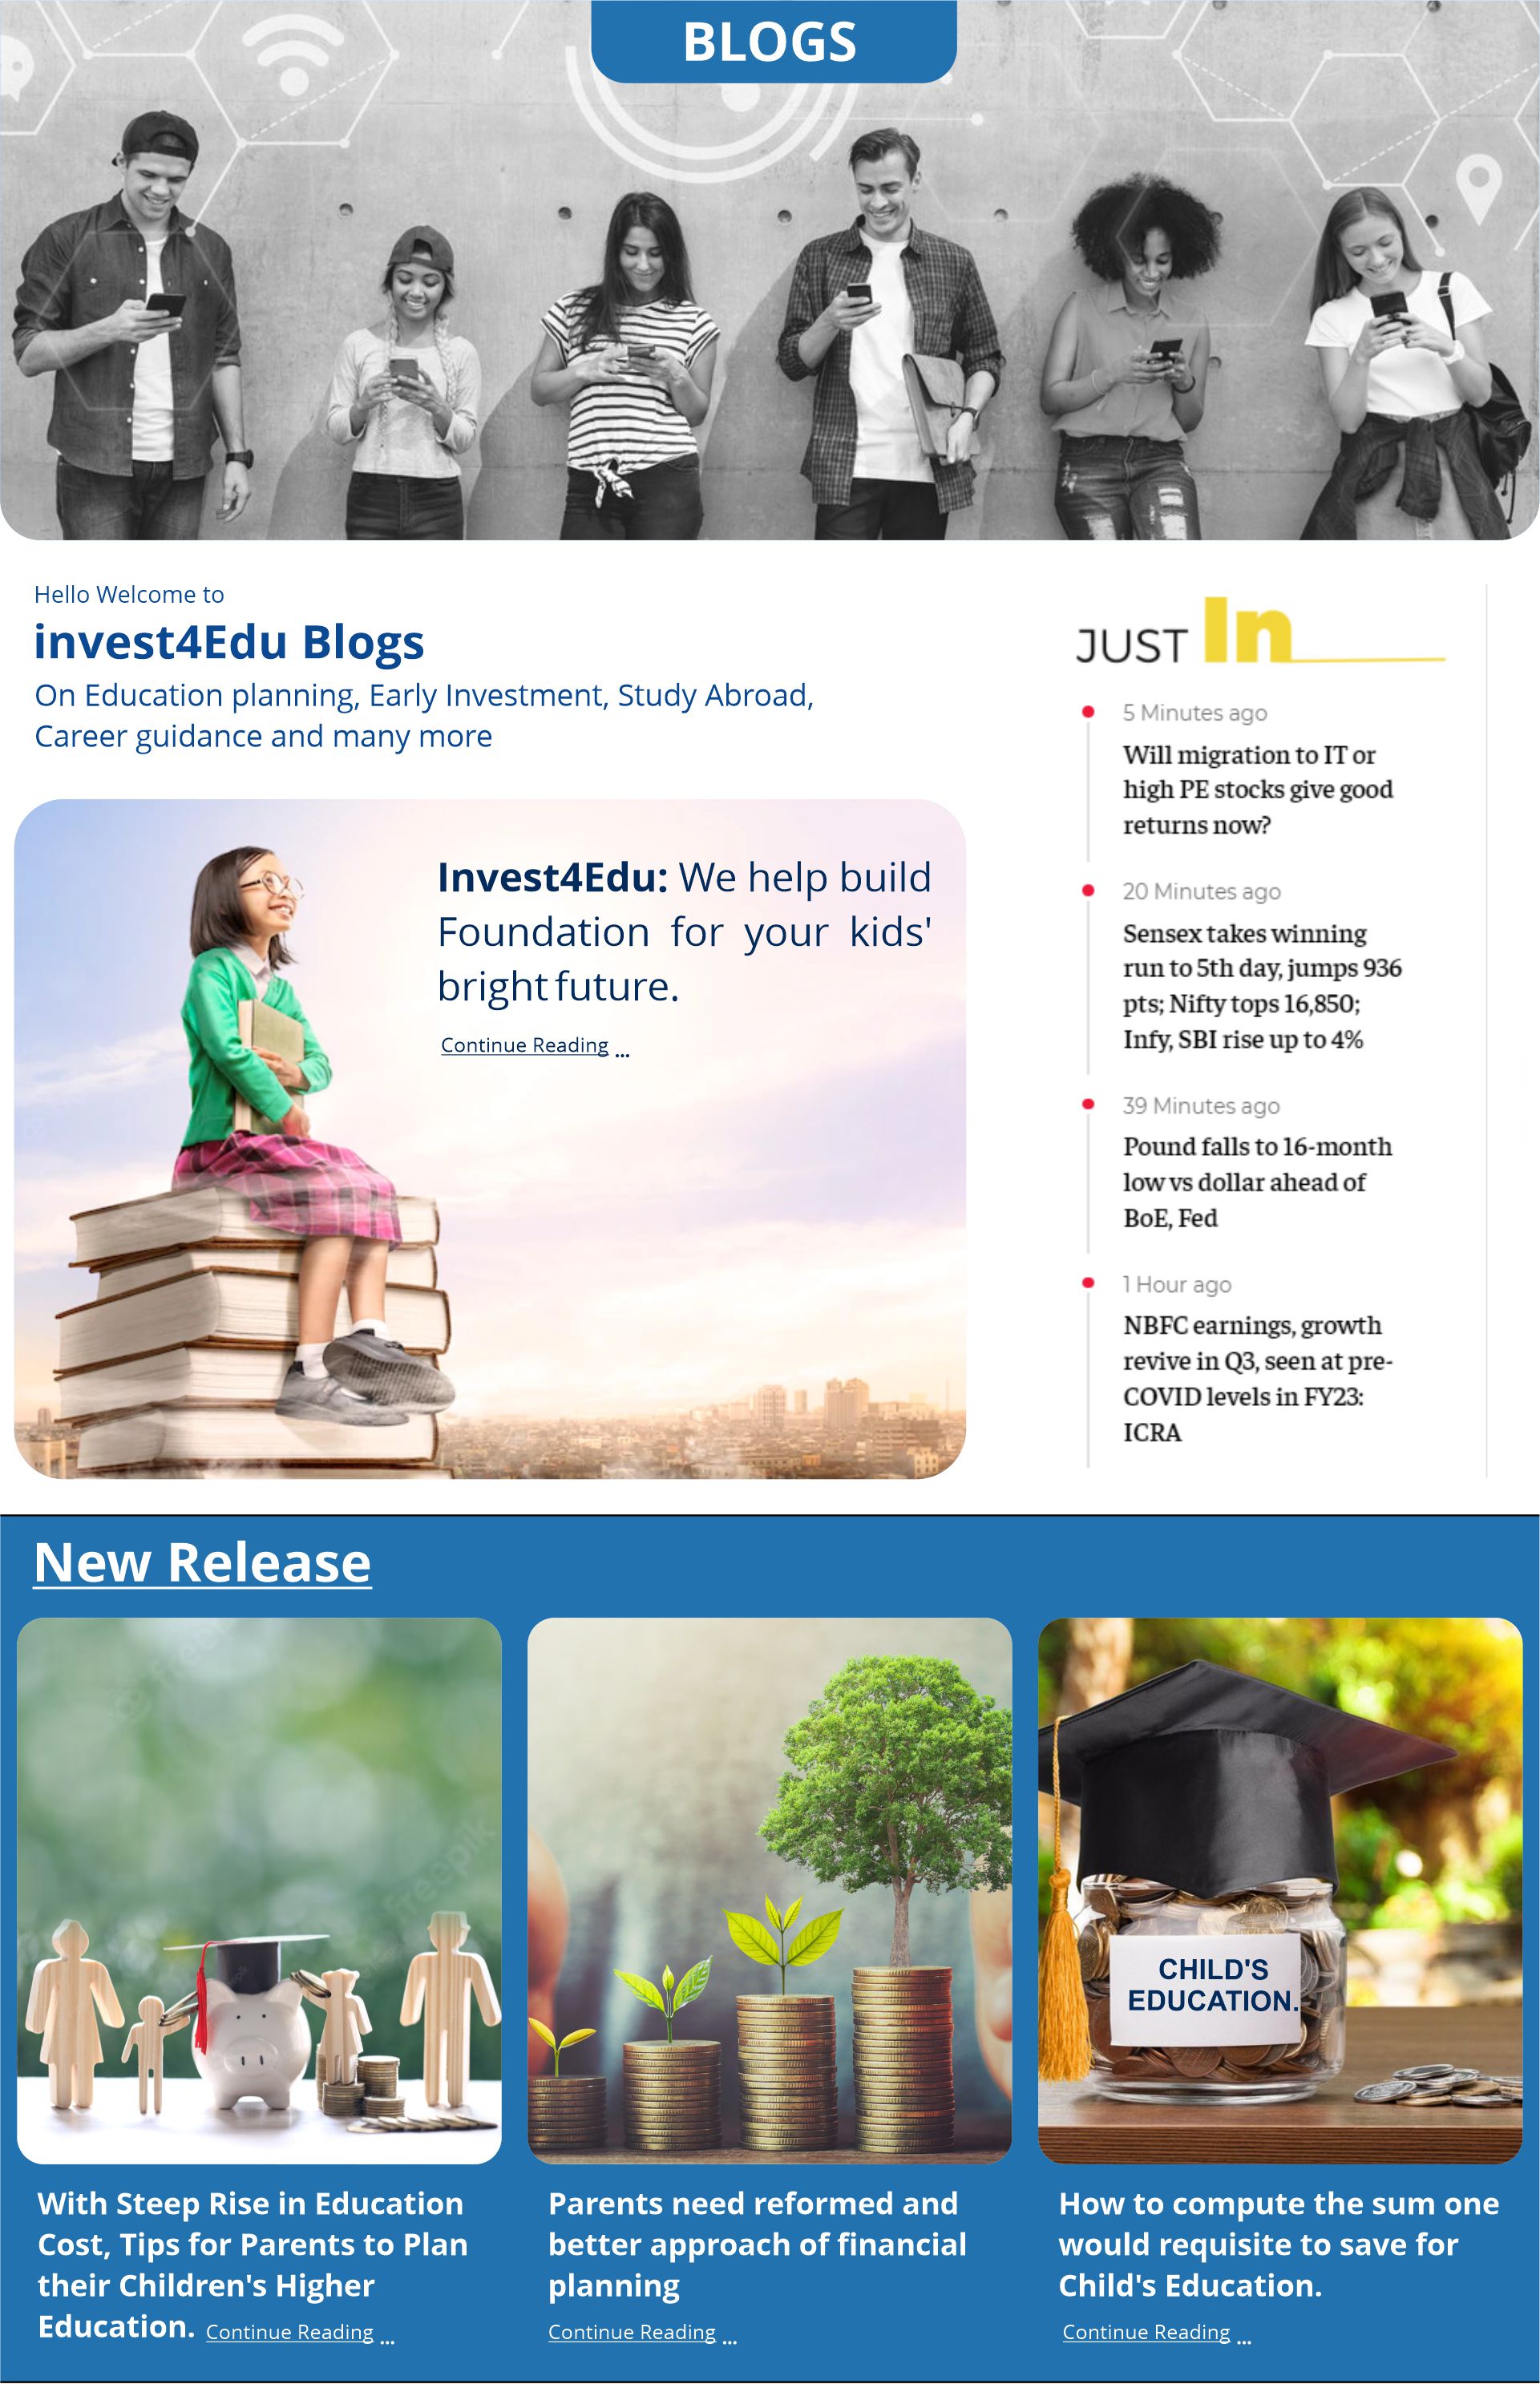 BLOGS
Hello Welcome to
invest4Edu Blogs
On Education planning, Early Investment, Study Abroad,
Career guidance and many more
Invest4Edu: We help build
Foundation for your kids'
bright future.
Continue Reading ...
JUST In
5 Minutes ago
Will migration to IT or
high PE stocks give good
returns now?
20 Minutes ago
Sensex takes winning
run to 5th day, jumps 936
pts; Nifty tops 16,850;
Infy, SBI rise up to 4%
39 Minutes ago
Pound falls to 16-month
low vs dollar ahead of
BoE, Fed
1 Hour ago
NBFC earnings, growth
revive in Q3, seen at pre-
COVID levels in FY23:
ICRA
New Release
freepik
CHILD'S
EDUCATION.
With Steep Rise in Education
Cost, Tips for Parents to Plan
their Children's Higher
Education. Continue Reading ...
Parents need reformed and
better approach of financial
planning
Continue Reading ...
How to compute the sum one
would requisite to save for
Child's Education.
Continue Reading ...